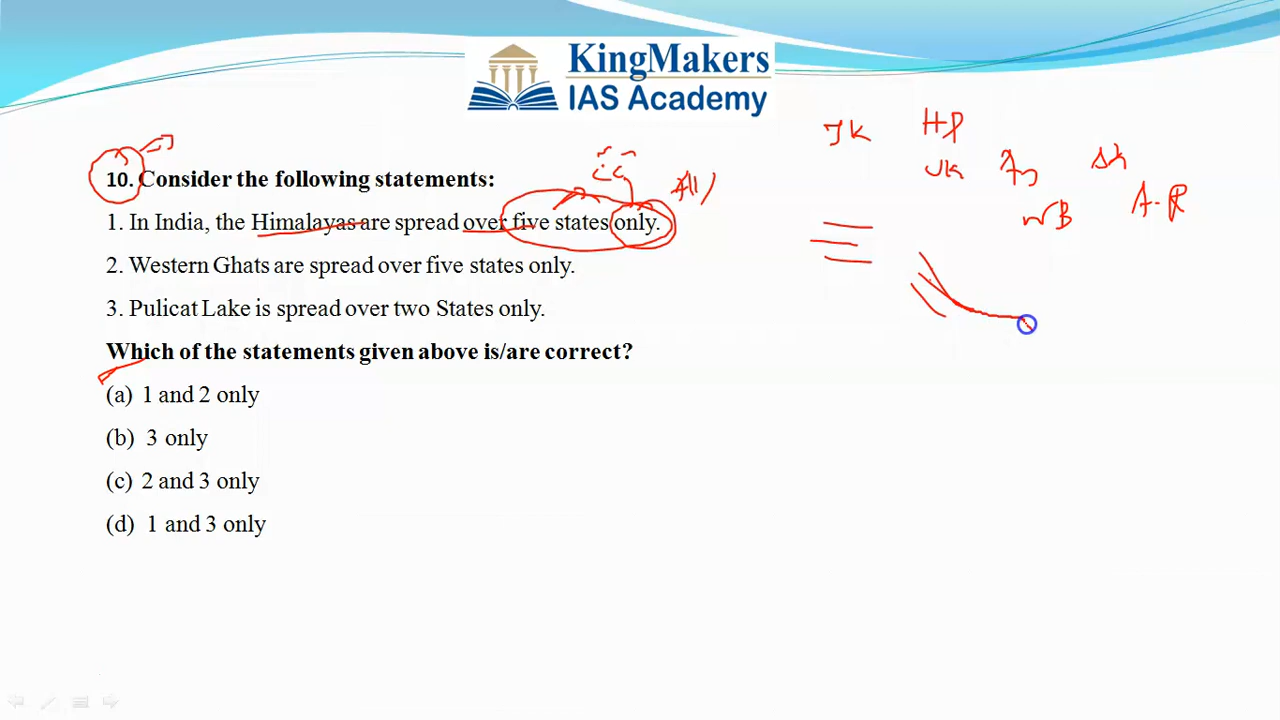 KingMakers
IAS Academy
JK
HP
UK
WB
10. Consider the following statements:
1. In India, the Himalayas are spread over five states only.
2. Western Ghats are spread over five states only.
3. Pulicat Lake is spread over two States only.
Which of the statements given above is/are correct?
(a) 1 and 2 only
(b) 3 only
(c) 2 and 3 only
(d) 1 and 3 only